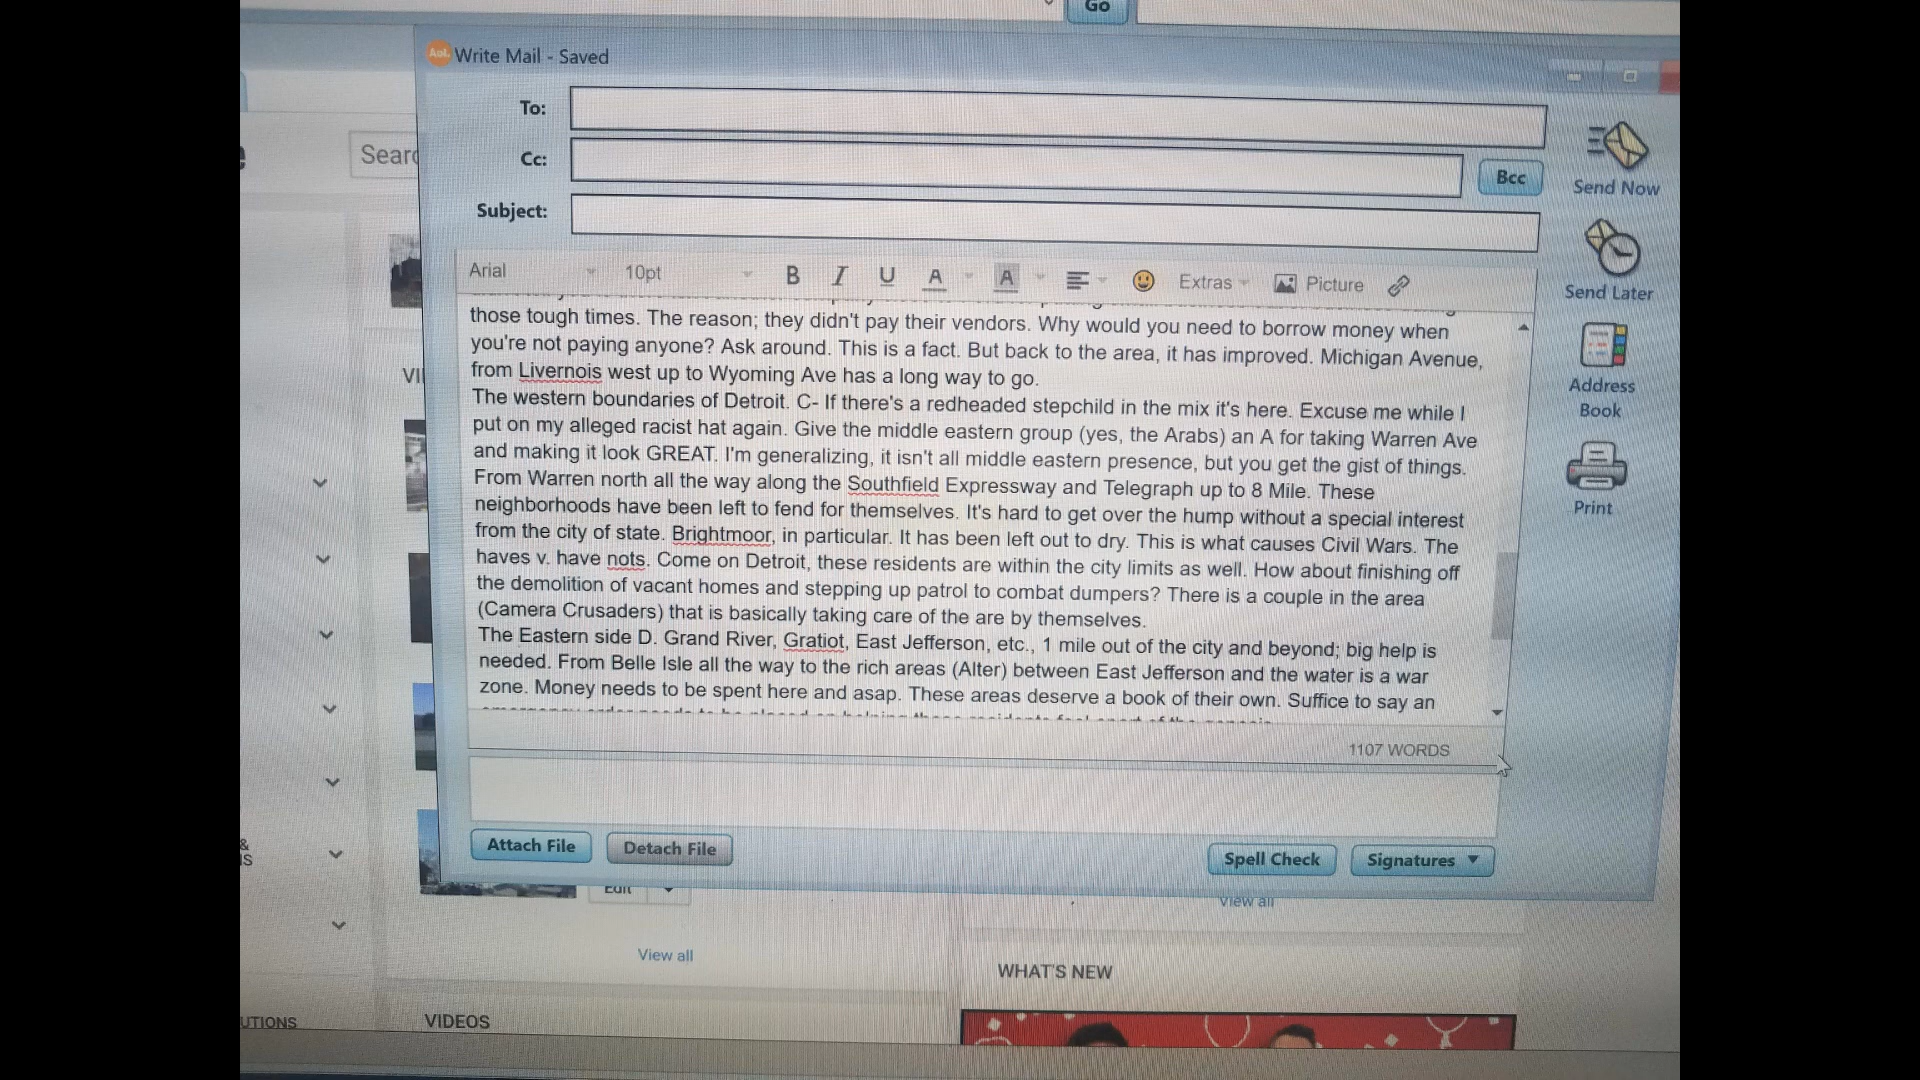 Go
Aol. Write Mail - Saved
To:
Searc
Cc:
Bcc
Send Now
Subject:
Arial 10pt B I U A A Extras Picture
Send Later
those tough times. The reason; they didn't pay their vendors. Why would you need to borrow money when
you're not paying anyone? Ask around. This is a fact. But back to the area, it has improved. Michigan Avenue,
from Livernois west up to Wyoming Ave has a long way to go.
The western boundaries of Detroit. C- If there's a redheaded stepchild in the mix it's here. Excuse me while I
put on my alleged racist hat again. Give the middle eastern group (yes, the Arabs) an A for taking Warren Ave
and making it look GREAT. I'm generalizing, it isn't all middle eastern presence, but you get the gist of things.
From Warren north all the way along the Southfield Expressway and Telegraph up to 8 Mile. These
neighborhoods have been left to fend for themselves. It's hard to get over the hump without a special interest
from the city of state. Brightmoor, in particular. It has been left out to dry. This is what causes Civil Wars. The
haves v. have nots. Come on Detroit, these residents are within the city limits as well. How about finishing off
the demolition of vacant homes and stepping up patrol to combat dumpers? There is a couple in the area
(Camera Crusaders) that is basically taking care of the are by themselves.
The Eastern side D. Grand River, Gratiot, East Jefferson, etc., 1 mile out of the city and beyond; big help is
needed. From Belle Isle all the way to the rich areas (Alter) between East Jefferson and the water is a war
zone. Money needs to be spent here and asap. These areas deserve a book of their own. Suffice to say an
Address
Book
Print
VI
1107 WORDS
Attach File
Detach File
Spell Check
Signatures
&
IS
Edit
View all
View all
WHAT'S NEW
UTIONS
VIDEOS